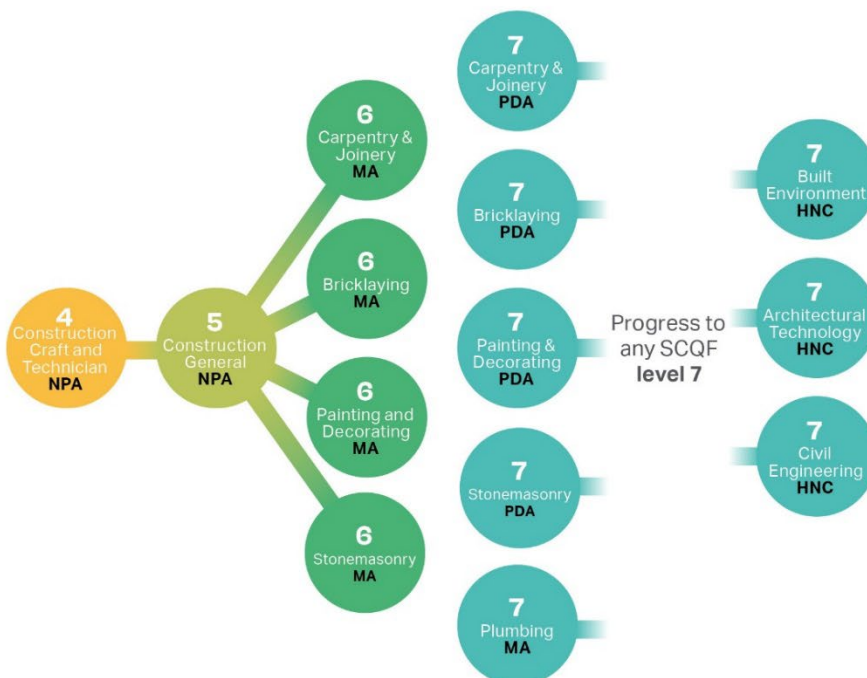 4
Construction
Craft and
Technician
NPA
5
Construction
General
NPA
6
Carpentry &
Joinery
MA
6
Bricklaying
MA
6
Painting and
Decorating
MA
6
Stonemasonry
MA
7
Carpentry &
Joinery
PDA
7
Bricklaying
PDA
7
Painting &
Decorating
PDA
7
Stonemasonry
PDA
7
Plumbing
MA
Progress to
any SCQF
level 7
7
Built
Environment
HNC
7
Architectural
Technology
HNC
7
Civil
Engineering
HNC